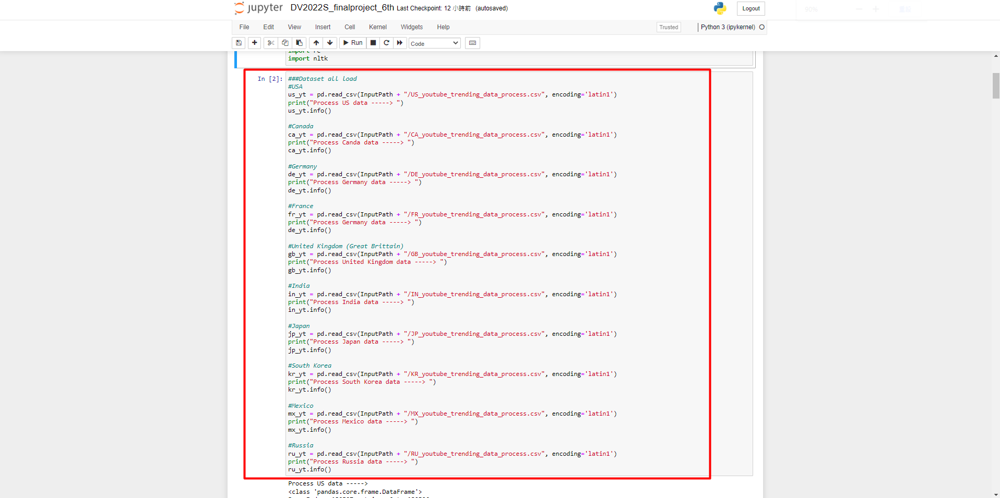 jupyter DV2022S_finalproject_6th Last Checkpoint: 12 小時前 (autosaved) Logout
File Edit View Insert Cell Kernel Widgets Help Trusted Python 3 (ipykernel)
Run Code
import re
import nltk
In [2]: ###Dataset all load
#USA
us_yt = pd.read_csv(InputPath + "/US_youtube_trending_data_process.csv", encoding='latin1')
print("Process US data -----> ")
us_yt.info()
#Canada
ca_yt = pd.read_csv(InputPath + "/CA_youtube_trending_data_process.csv", encoding='latin1')
print("Process Canda data -----> ")
ca_yt.info()
#Germany
de_yt = pd.read_csv(InputPath + "/DE_youtube_trending_data_process.csv", encoding='latin1')
print("Process Germany data -----> ")
de_yt.info()
#France
fr_yt = pd.read_csv(InputPath + "/FR_youtube_trending_data_process.csv", encoding='latin1')
print("Process Germany data -----> ")
de_yt.info()
#United Kingdom (Great Brittain)
gb_yt = pd.read_csv(InputPath + "/GB_youtube_trending_data_process.csv", encoding='latin1')
print("Process United Kingdom data -----> ")
gb_yt.info()
#India
in_yt = pd.read_csv(InputPath + "/IN_youtube_trending_data_process.csv", encoding='latin1')
print("Process India data -----> ")
in_yt.info()
#Japan
jp_yt = pd.read_csv(InputPath + "/JP_youtube_trending_data_process.csv", encoding='latin1')
print("Process Japan data -----> ")
jp_yt.info()
#South Korea
kr_yt = pd.read_csv(InputPath + "/KR_youtube_trending_data_process.csv", encoding='latin1')
print("Process South Korea data -----> ")
kr_yt.info()
#Mexico
mx_yt = pd.read_csv(InputPath + "/MX_youtube_trending_data_process.csv", encoding='latin1')
print("Process Mexico data -----> ")
mx_yt.info()
#Russia
ru_yt = pd.read_csv(InputPath + "/RU_youtube_trending_data_process.csv", encoding='latin1')
print("Process Russia data -----> ")
ru_yt.info()
Process US data ----->
<class 'pandas.core.frame.DataFrame'>